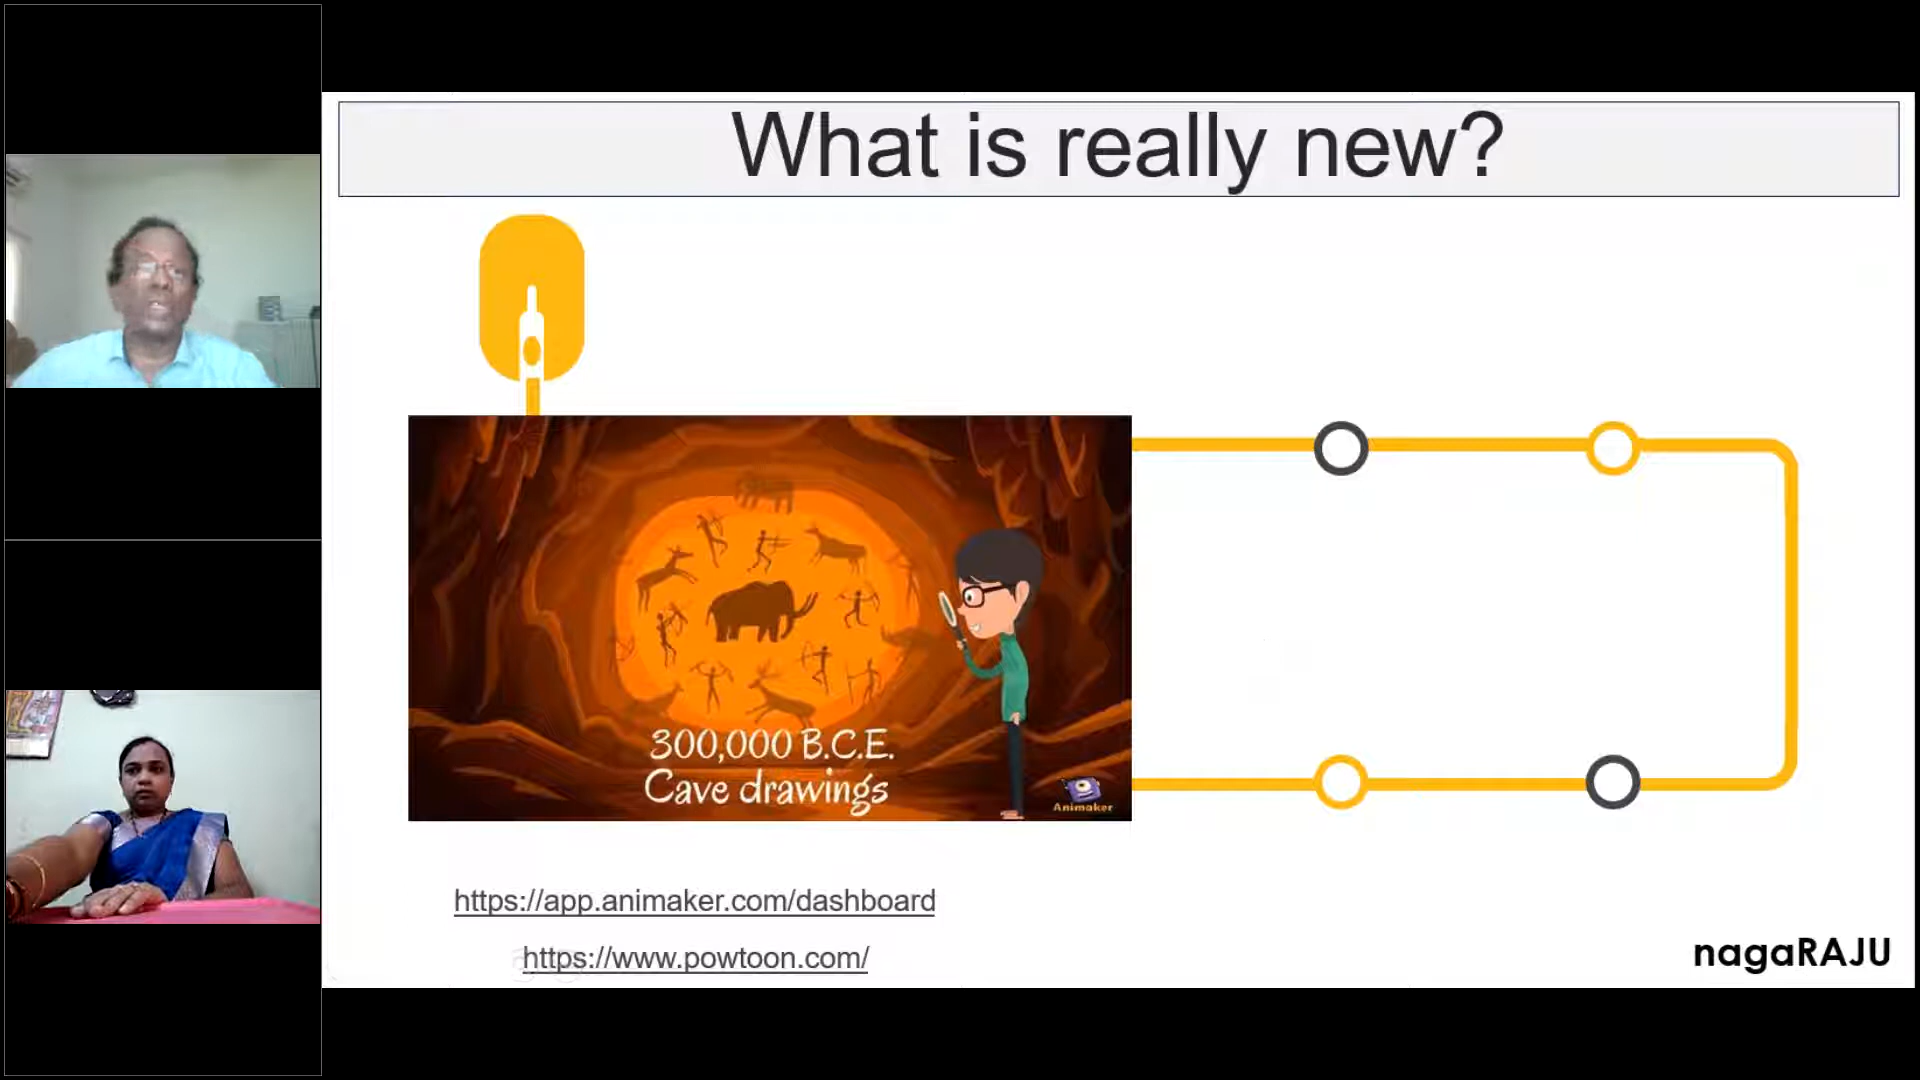 What is really new?
300,000 B.C.E.
Cave drawings
Animaker
https://app.animaker.com/dashboard
https://www.powtoon.com/
nagaRAJU